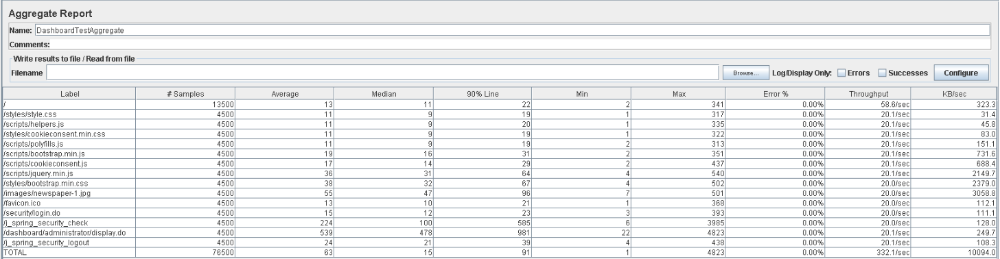 Aggregate Report
Name: DashboardTestAggregate
Comments:
Write results to file / Read from file
Filename Browse... Log/Display Only: Errors Successes Configure
Label # Samples Average Median 90% Line Min Max Error % Throughput KB/sec
/ 13500 13 11 22 2 341 0.00% 58.6/sec 323.3
/styles/style.css 4500 11 9 19 1 317 0.00% 20.1/sec 31.4
/scripts/helpers.js 4500 11 9 20 1 335 0.00% 20.1/sec 45.8
/styles/cookieconsent.min.css 4500 11 9 19 1 322 0.00% 20.1/sec 83.0
/scripts/polyfills.js 4500 11 9 19 2 313 0.00% 20.1/sec 151.1
/scripts/bootstrap.min.js 4500 19 16 31 2 351 0.00% 20.1/sec 731.6
/scripts/cookieconsent.js 4500 17 14 29 2 437 0.00% 20.1/sec 688.4
/scripts/jquery.min.js 4500 36 31 64 4 540 0.00% 20.1/sec 2149.7
/styles/bootstrap.min.css 4500 38 32 67 4 502 0.00% 20.0/sec 2379.0
/images/newspaper-1.jpg 4500 55 47 96 7 501 0.00% 20.0/sec 3058.8
/favicon.ico 4500 13 10 21 1 368 0.00% 20.0/sec 112.1
/security/login.do 4500 15 12 23 3 393 0.00% 20.0/sec 111.1
/j_spring_security_check 4500 224 100 585 6 3985 0.00% 20.0/sec 128.0
/dashboard/administrator/display.do 4500 539 478 981 22 4823 0.00% 20.0/sec 249.7
/j_spring_security_logout 4500 24 21 39 4 438 0.00% 20.1/sec 108.3
TOTAL 76500 63 15 91 1 4823 0.00% 332.1/sec 10094.0